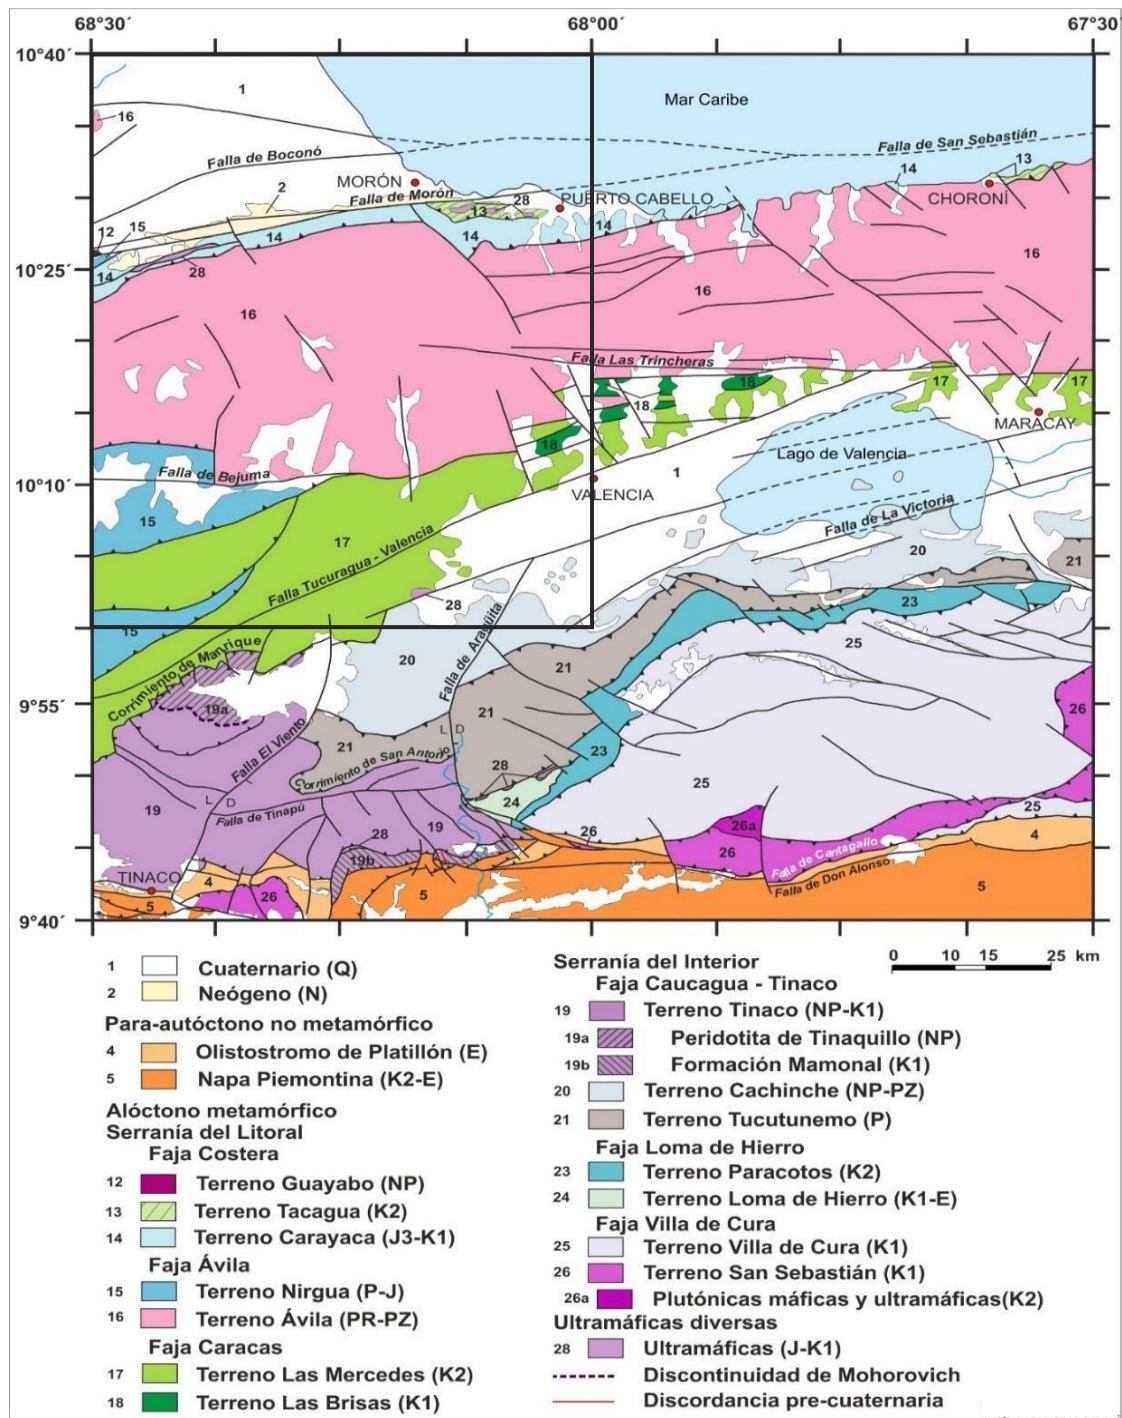 68°30´ 68°00´ 67°30
10°40´
1
Mar Caribe
16
Falla de San Sebastián
Falla de Boconó
14 13
MORÓN
2
Falla de Morón
28
PUERTO CABELLO
CHORONÍ
13
12 15
14 14 14
16
14
28
10°25´
16
16
Falla Las Trincheras
18
17 17
18
MARACAY
18
Lago de Valencia
Falla de Bejuma
1
10°10´
VALENCIA
15
Falla de La Victoria
17
20
Falla Tucuragua - Valencia
21
28
23
15
Falla de Aragüita
25
Corrimiento de Manrique
20
21
9°55´
19a
21
26
L D
Falla El Viento
21
23
Corrimiento de San Antonio
28
25
24
19
L D
25
Falla de Tinapú
28 19
26
26a
4
19b
26
Falla de Cantagallo
TINACO
4
Falla de Don Alonso
26
5
5
5
9°40´
1 Cuaternario (Q)
2 Neógeno (N)
Para-autóctono no metamórfico
4 Olistostromo de Platillón (E)
5 Napa Piemontina (K2-E)
Alóctono metamórfico
Serranía del Litoral
Faja Costera
12 Terreno Guayabo (NP)
13 Terreno Tacagua (K2)
14 Terreno Carayaca (J3-K1)
Faja Ávila
15 Terreno Nirgua (P-J)
16 Terreno Ávila (PR-PZ)
Faja Caracas
17 Terreno Las Mercedes (K2)
18 Terreno Las Brisas (K1)
0 10 15 25 km
Serranía del Interior
Faja Caucagua - Tinaco
19 Terreno Tinaco (NP-K1)
19a Peridotita de Tinaquillo (NP)
19b Formación Mamonal (K1)
20 Terreno Cachinche (NP-PZ)
21 Terreno Tucutunemo (P)
Faja Loma de Hierro
23 Terreno Paracotos (K2)
24 Terreno Loma de Hierro (K1-E)
Faja Villa de Cura
25 Terreno Villa de Cura (K1)
26 Terreno San Sebastián (K1)
26a Plutónicas máficas y ultramáficas(K2)
Ultramáficas diversas
28 Ultramáficas (J-K1)
Discontinuidad de Mohorovich
Discordancia pre-cuaternaria